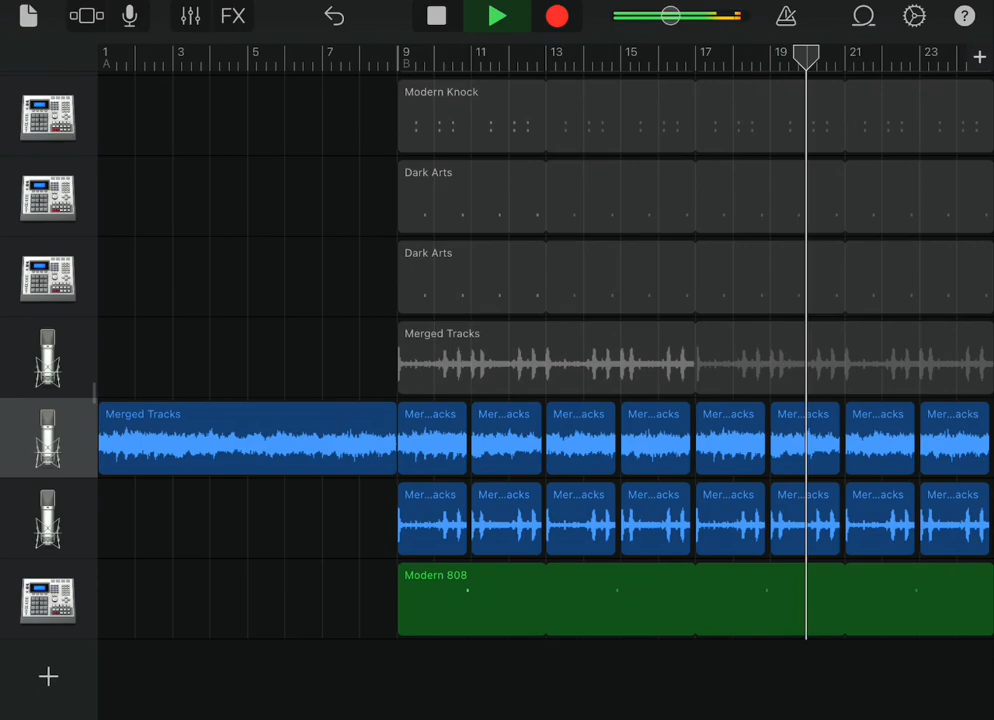 FX
?
1 3 5 7 9 11 13 15 17 19 21 23
A B
Modern Knock
Dark Arts
Dark Arts
Merged Tracks
Merged Tracks Mer...acks Mer...acks Mer...acks Mer...acks Mer...acks Mer...acks Mer...acks Mer...acks
Mer...acks Mer...acks Mer...acks Mer...acks Mer...acks Mer...acks Mer...acks Mer...acks
Modern 808